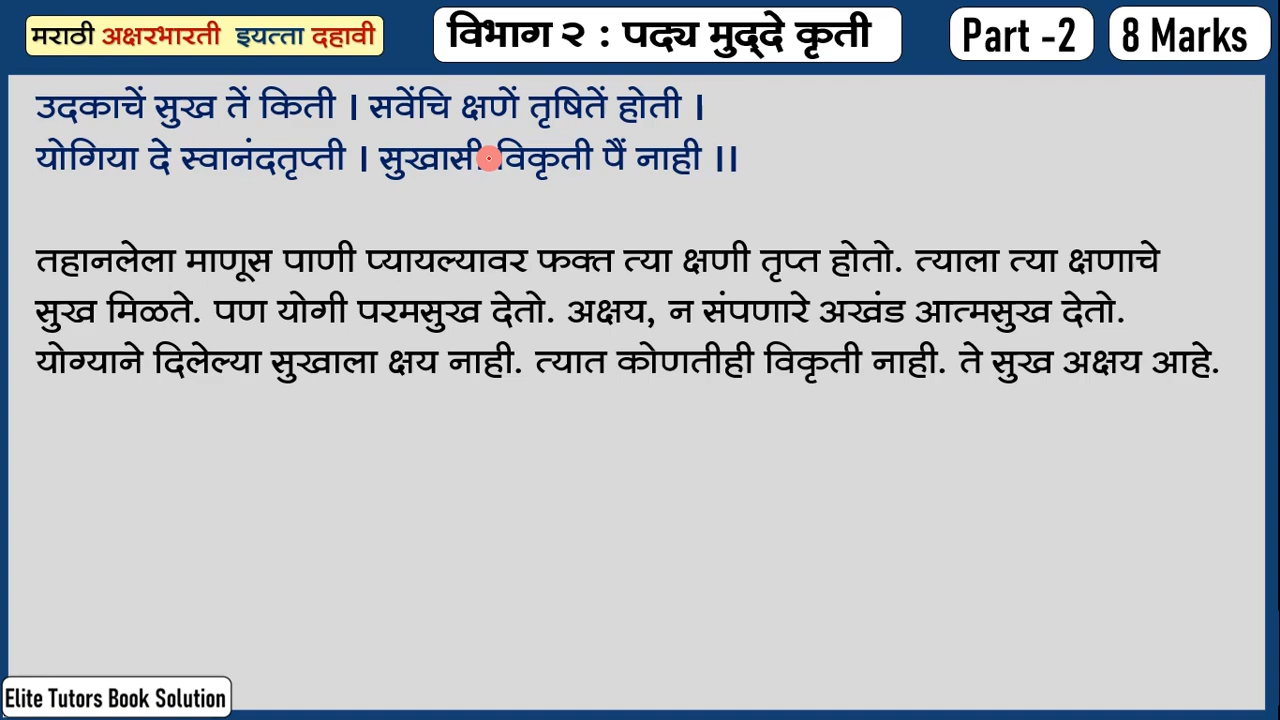 मराठी अक्षरभारती इयत्ता दहावी
विभाग २ : पद्य मुद्दे कृती
Part -2
8 Marks
उदकाचें सुख तें किती । सवेंचि क्षणें तृषितें होती ।
योगिया दे स्वानंदतृप्ती । सुखासी विकृती पैं नाही ।।
तहानलेला माणूस पाणी प्यायल्यावर फक्त त्या क्षणी तृप्त होतो. त्याला त्या क्षणाचे
सुख मिळते. पण योगी परमसुख देतो. अक्षय, न संपणारे अखंड आत्मसुख देतो.
योग्याने दिलेल्या सुखाला क्षय नाही. त्यात कोणतीही विकृती नाही. ते सुख अक्षय आहे.
Elite Tutors Book Solution